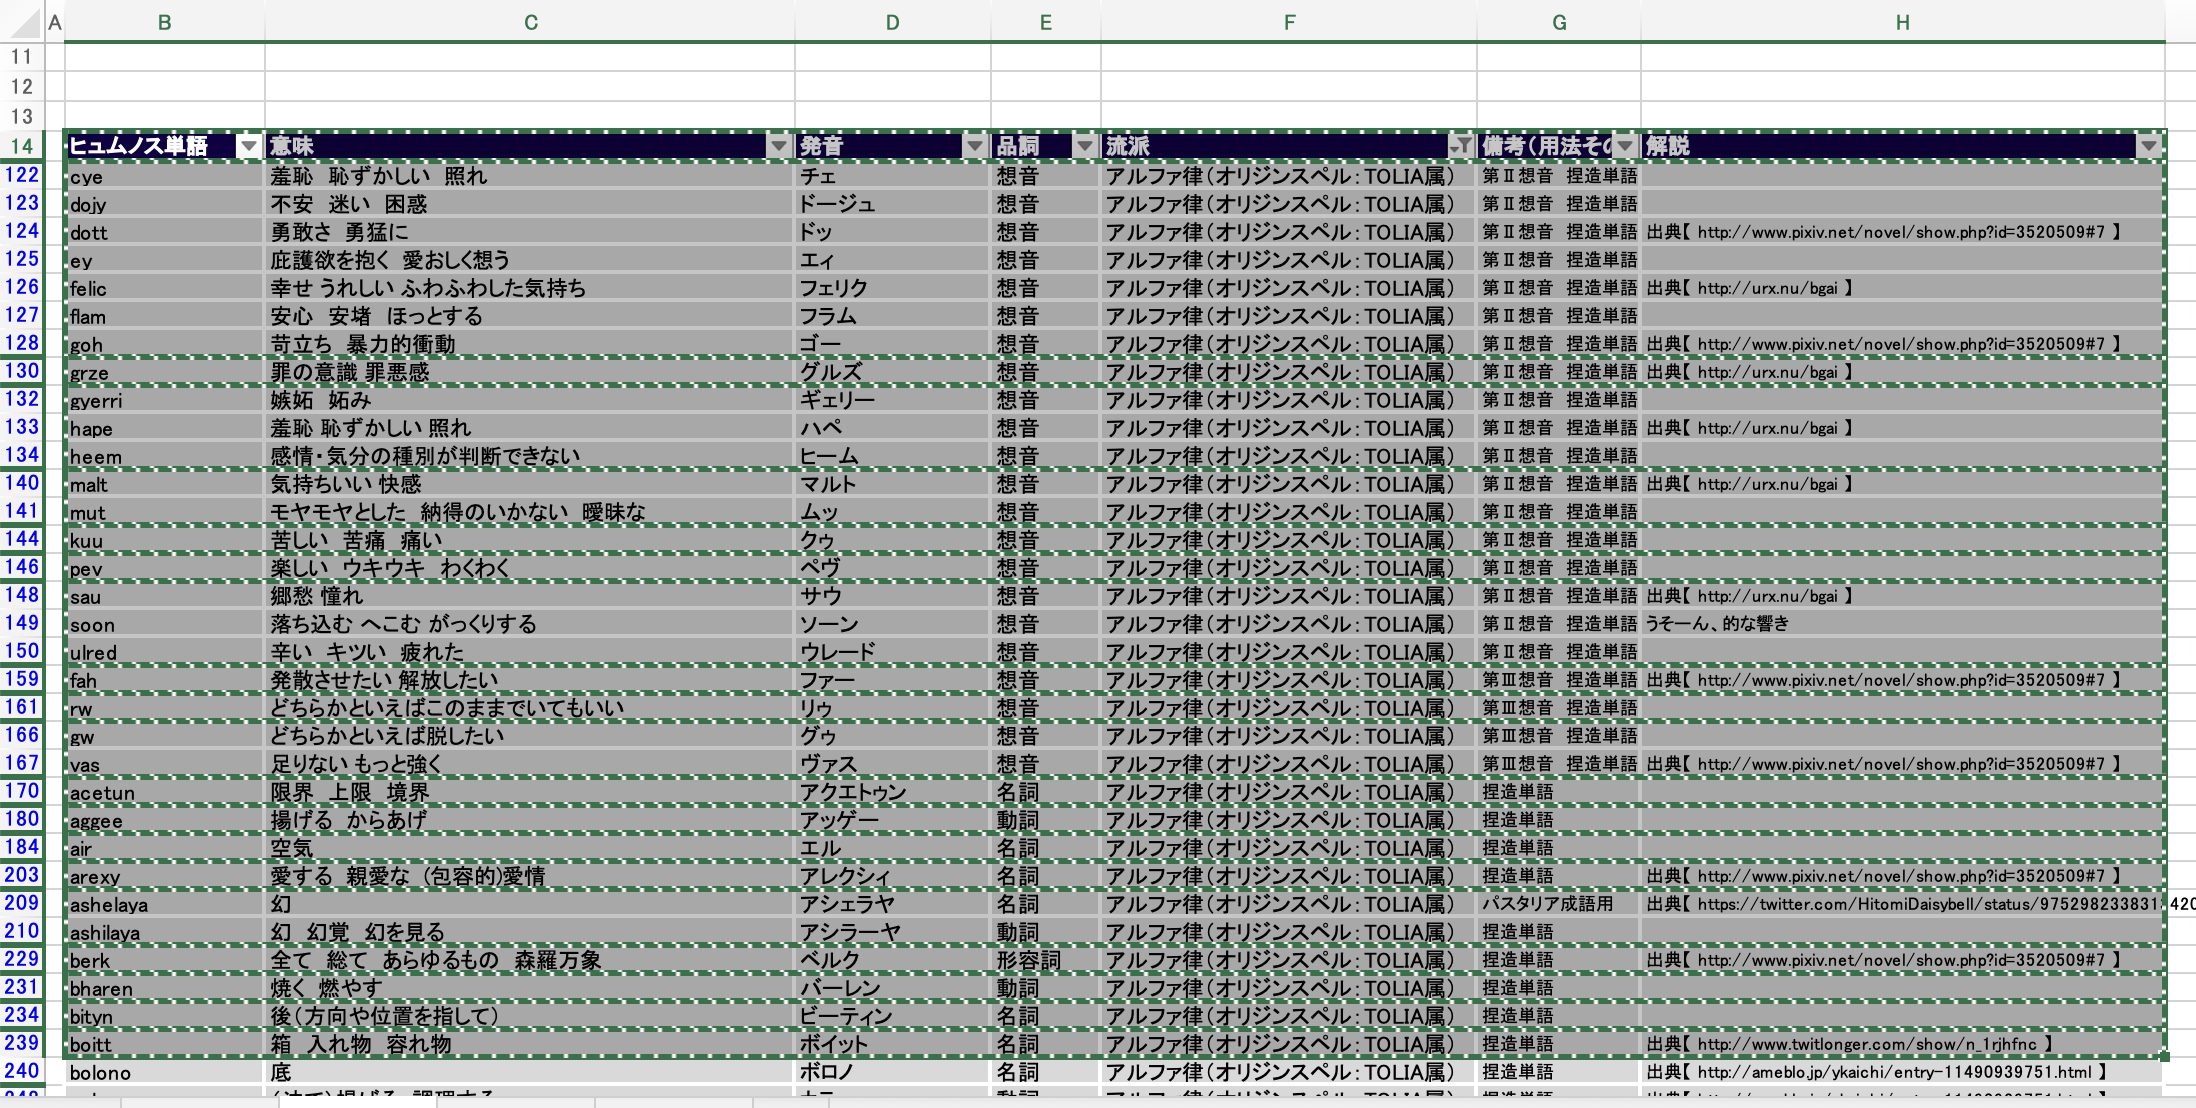 A B C D E F G H
11
12
13
14 ヒュムノス単語 意味 発音 品詞 流派 備考(用法その 解説
122 cye 羞恥　恥ずかしい　照れ チェ 想音 アルファ律(オリジンスペル:TOLIA属) 第Ⅱ想音　捏造単語
123 dojy 不安　迷い　困惑 ドージュ 想音 アルファ律(オリジンスペル:TOLIA属) 第Ⅱ想音　捏造単語
124 dott 勇敢さ　勇猛に ドッ 想音 アルファ律(オリジンスペル:TOLIA属) 第Ⅱ想音　捏造単語 出典【 http://www.pixiv.net/novel/show.php?id=3520509#7 】
125 ey 庇護欲を抱く　愛おしく想う エィ 想音 アルファ律(オリジンスペル:TOLIA属) 第Ⅱ想音　捏造単語
126 felic 幸せ うれしい ふわふわした気持ち フェリク 想音 アルファ律(オリジンスペル:TOLIA属) 第Ⅱ想音　捏造単語 出典【 http://urx.nu/bgai 】
127 flam 安心　安堵　ほっとする フラム 想音 アルファ律(オリジンスペル:TOLIA属) 第Ⅱ想音　捏造単語
128 goh 苛立ち　暴力的衝動 ゴー 想音 アルファ律(オリジンスペル:TOLIA属) 第Ⅱ想音　捏造単語 出典【 http://www.pixiv.net/novel/show.php?id=3520509#7 】
130 grze 罪の意識 罪悪感 グルズ 想音 アルファ律(オリジンスペル:TOLIA属) 第Ⅱ想音　捏造単語 出典【 http://urx.nu/bgai 】
132 gyerri 嫉妬　妬み ギェリー 想音 アルファ律(オリジンスペル:TOLIA属) 第Ⅱ想音　捏造単語
133 hape 羞恥 恥ずかしい 照れ ハペ 想音 アルファ律(オリジンスペル:TOLIA属) 第Ⅱ想音　捏造単語 出典【 http://urx.nu/bgai 】
134 heem 感情・気分の種別が判断できない ヒーム 想音 アルファ律(オリジンスペル:TOLIA属) 第Ⅱ想音　捏造単語
140 malt 気持ちいい 快感 マルト 想音 アルファ律(オリジンスペル:TOLIA属) 第Ⅱ想音　捏造単語 出典【 http://urx.nu/bgai 】
141 mut モヤモヤとした　納得のいかない　曖昧な ムッ 想音 アルファ律(オリジンスペル:TOLIA属) 第Ⅱ想音　捏造単語
144 kuu 苦しい　苦痛　痛い クゥ 想音 アルファ律(オリジンスペル:TOLIA属) 第Ⅱ想音　捏造単語
146 pev 楽しい　ウキウキ　わくわく ペヴ 想音 アルファ律(オリジンスペル:TOLIA属) 第Ⅱ想音　捏造単語
148 sau 郷愁 憧れ サウ 想音 アルファ律(オリジンスペル:TOLIA属) 第Ⅱ想音　捏造単語 出典【 http://urx.nu/bgai 】
149 soon 落ち込む へこむ がっくりする ソーン 想音 アルファ律(オリジンスペル:TOLIA属) 第Ⅱ想音　捏造単語 うそーん、的な響き
150 ulred 辛い　キツい　疲れた ウレード 想音 アルファ律(オリジンスペル:TOLIA属) 第Ⅱ想音　捏造単語
159 fah 発散させたい 解放したい ファー 想音 アルファ律(オリジンスペル:TOLIA属) 第Ⅲ想音　捏造単語 出典【 http://www.pixiv.net/novel/show.php?id=3520509#7 】
161 rw どちらかといえばこのままでいてもいい リゥ 想音 アルファ律(オリジンスペル:TOLIA属) 第Ⅲ想音　捏造単語
166 gw どちらかといえば脱したい グゥ 想音 アルファ律(オリジンスペル:TOLIA属) 第Ⅲ想音　捏造単語
167 vas 足りない もっと強く ヴァス 想音 アルファ律(オリジンスペル:TOLIA属) 第Ⅲ想音　捏造単語 出典【 http://www.pixiv.net/novel/show.php?id=3520509#7 】
170 acetun 限界　上限　境界 アクエトゥン 名詞 アルファ律(オリジンスペル:TOLIA属) 捏造単語
180 aggee 揚げる　からあげ アッゲー 動詞 アルファ律(オリジンスペル:TOLIA属) 捏造単語
184 air 空気 エル 名詞 アルファ律(オリジンスペル:TOLIA属) 捏造単語
203 arexy 愛する　親愛な　(包容的)愛情 アレクシィ 名詞 アルファ律(オリジンスペル:TOLIA属) 捏造単語 出典【 http://www.pixiv.net/novel/show.php?id=3520509#7 】
209 ashelaya 幻 アシェラヤ 名詞 アルファ律(オリジンスペル:TOLIA属) パスタリア成語用 出典【 https://twitter.com/HitomiDaisybell/status/
210 ashilaya 幻　幻覚　幻を見る アシラーヤ 動詞 アルファ律(オリジンスペル:TOLIA属) 捏造単語
229 berk 全て　総て　あらゆるもの　森羅万象 ベルク 形容詞 アルファ律(オリジンスペル:TOLIA属) 捏造単語 出典【 http://www.pixiv.net/novel/show.php?id=3520509#7 】
231 bharen 焼く 燃やす バーレン 動詞 アルファ律(オリジンスペル:TOLIA属) 捏造単語
234 bityn 後(方向や位置を指して) ビーティン 名詞 アルファ律(オリジンスペル:TOLIA属) 捏造単語
239 boitt 箱　入れ物　容れ物 ボイット 名詞 アルファ律(オリジンスペル:TOLIA属) 捏造単語 出典【 http://www.twitlonger.com/show/n_1rjhfnc 】
240 bolono 底 ボロノ 名詞 アルファ律(オリジンスペル:TOLIA属) 捏造単語 出典【 http://ameblo.jp/ykaichi/entry-11490939751.html 】